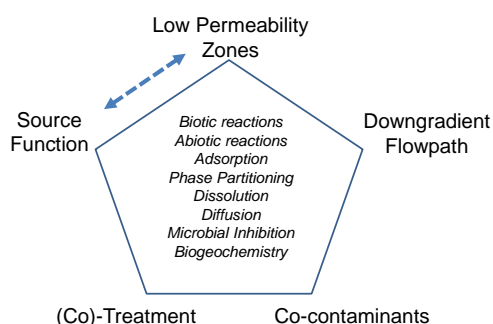 Low Permeability
Zones
Source
Function
Downgradient
Flowpath
Biotic reactions
Abiotic reactions
Adsorption
Phase Partitioning
Dissolution
Diffusion
Microbial Inhibition
Biogeochemistry
(Co)-Treatment
Co-contaminants